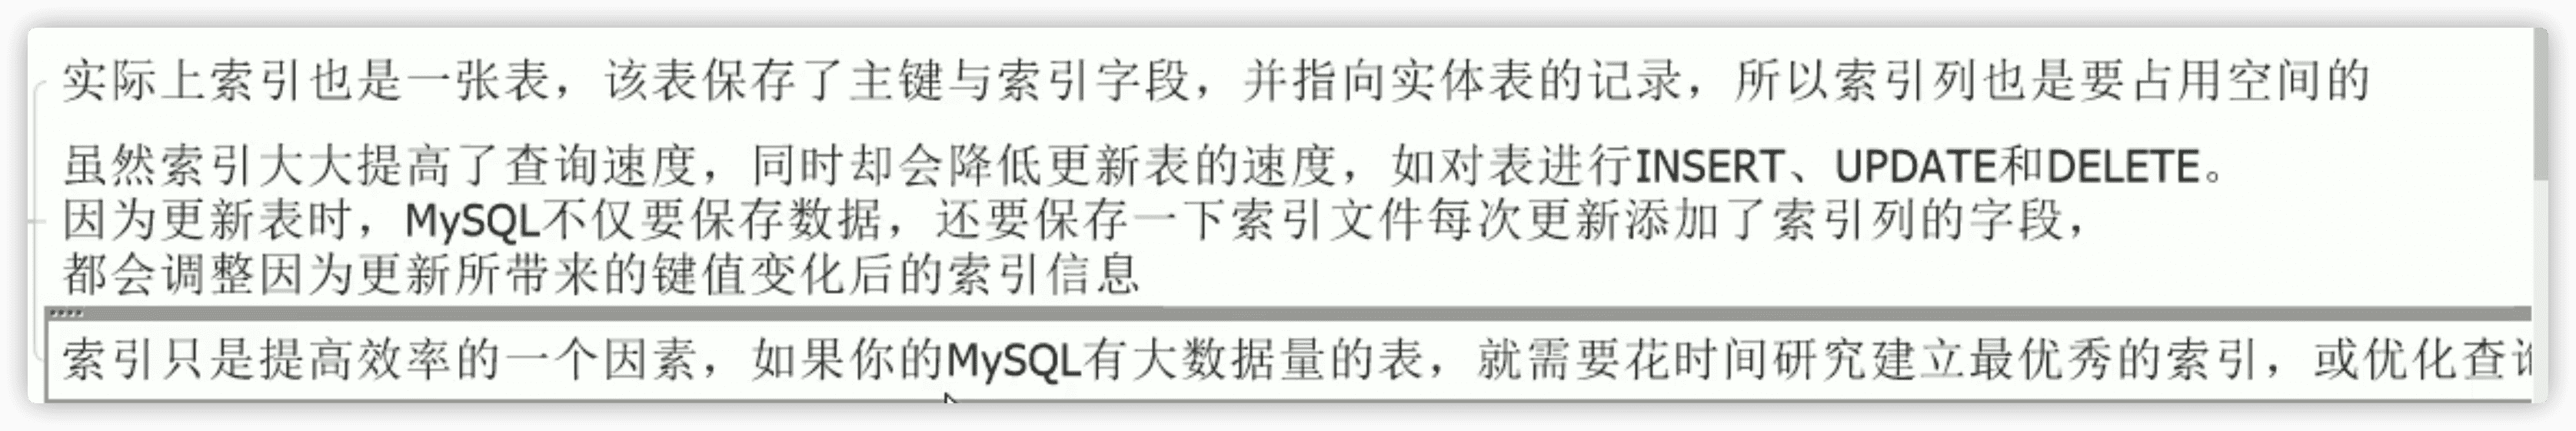 实际上索引也是一张表，该表保存了主键与索引字段，并指向实体表的记录，所以索引列也是要占用空间的
虽然索引大大提高了查询速度，同时却会降低更新表的速度，如对表进行INSERT、UPDATE和DELETE。
因为更新表时，MySQL不仅要保存数据，还要保存一下索引文件每次更新添加了索引列的字段，
都会调整因为更新所带来的键值变化后的索引信息
索引只是提高效率的一个因素，如果你的MySQL有大数据量的表，就需要花时间研究建立最优秀的索引，或优化查